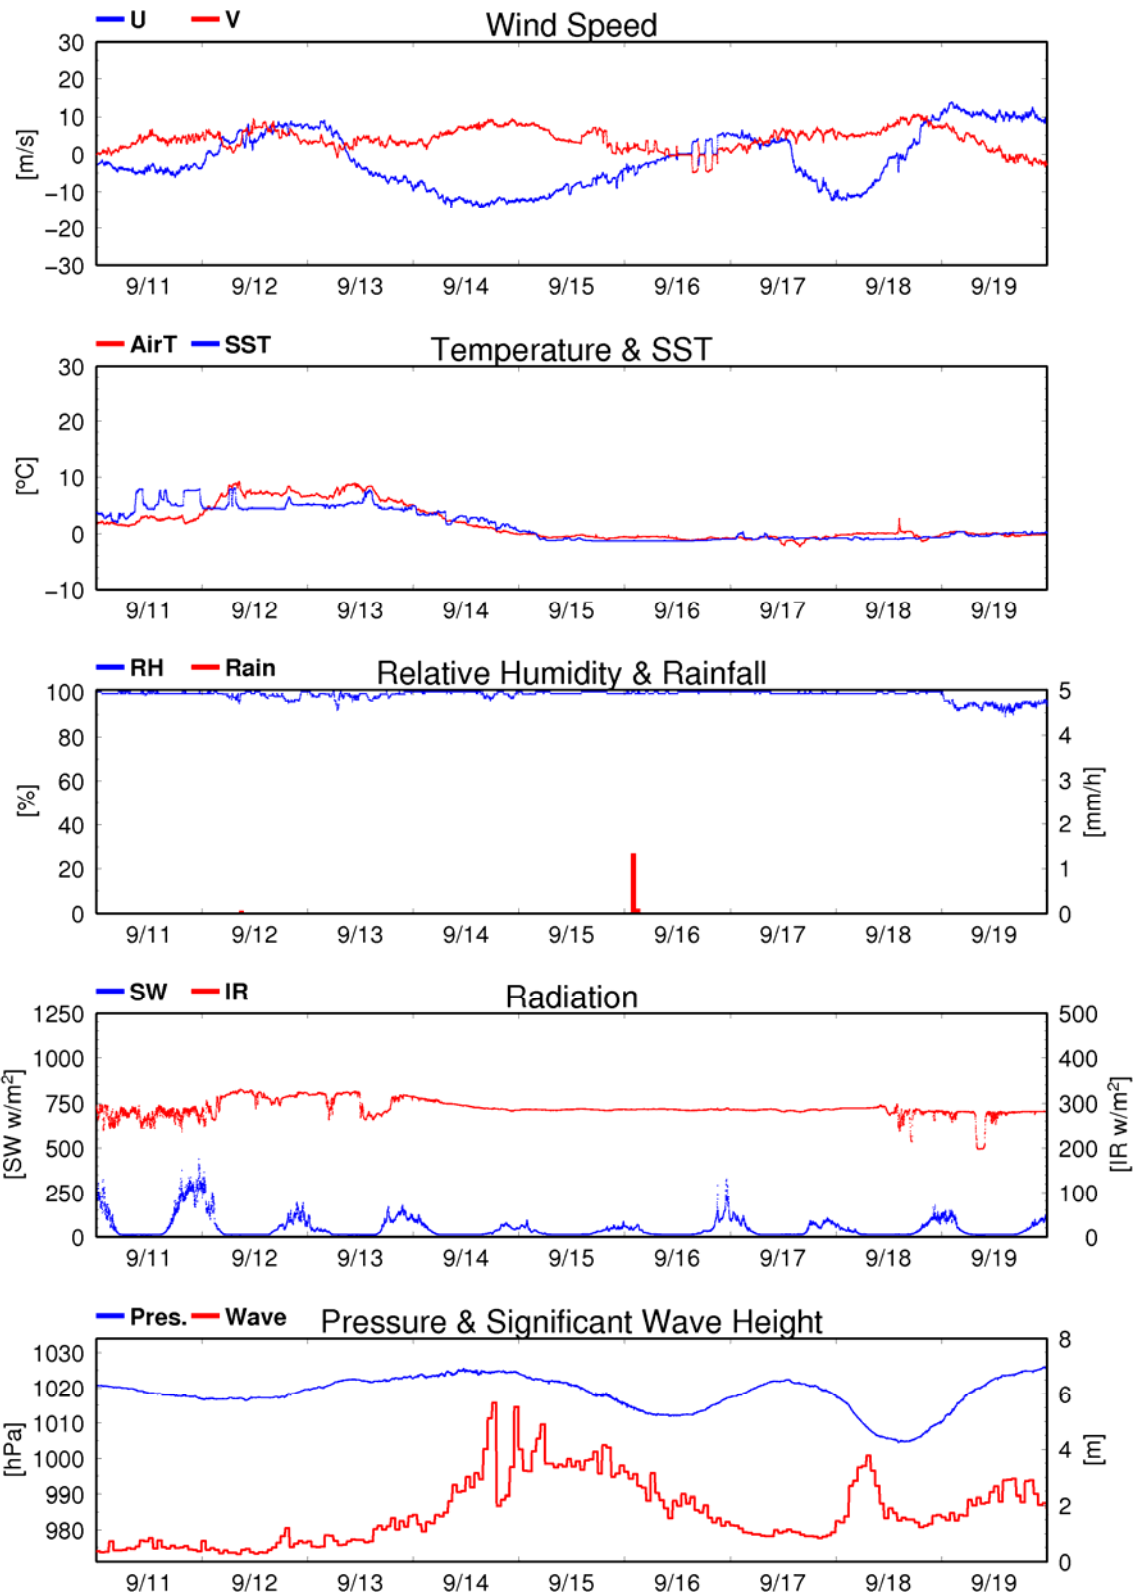 U V Wind Speed
30
20
10
0
−10
−20
−30
[m/s]
9/11 9/12 9/13 9/14 9/15 9/16 9/17 9/18 9/19
AirT SST Temperature & SST
30
20
10
0
−10
[°C]
9/11 9/12 9/13 9/14 9/15 9/16 9/17 9/18 9/19
RH Rain Relative Humidity & Rainfall
100 5
80 4
60 3
40 2
20 1
0 0
[%] [mm/h]
9/11 9/12 9/13 9/14 9/15 9/16 9/17 9/18 9/19
SW IR Radiation
1250 500
1000 400
750 300
500 200
250 100
0 0
[SW w/m²] [IR w/m²]
9/11 9/12 9/13 9/14 9/15 9/16 9/17 9/18 9/19
Pres. Wave Pressure & Significant Wave Height
1030 8
1020 6
1010
1000 4
990 2
980
0
[hPa] [m]
9/11 9/12 9/13 9/14 9/15 9/16 9/17 9/18 9/19